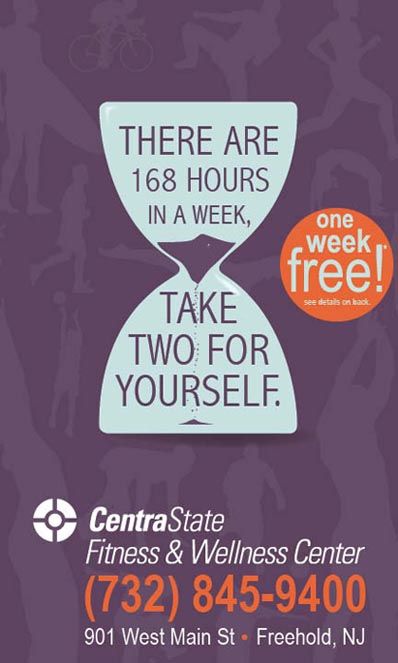 THERE ARE
168 HOURS
IN A WEEK,
TAKE
TWO FOR
YOURSELF.
one
week*
free!
see details on back.
CentraState
Fitness & Wellness Center
(732) 845-9400
901 West Main St • Freehold, NJ